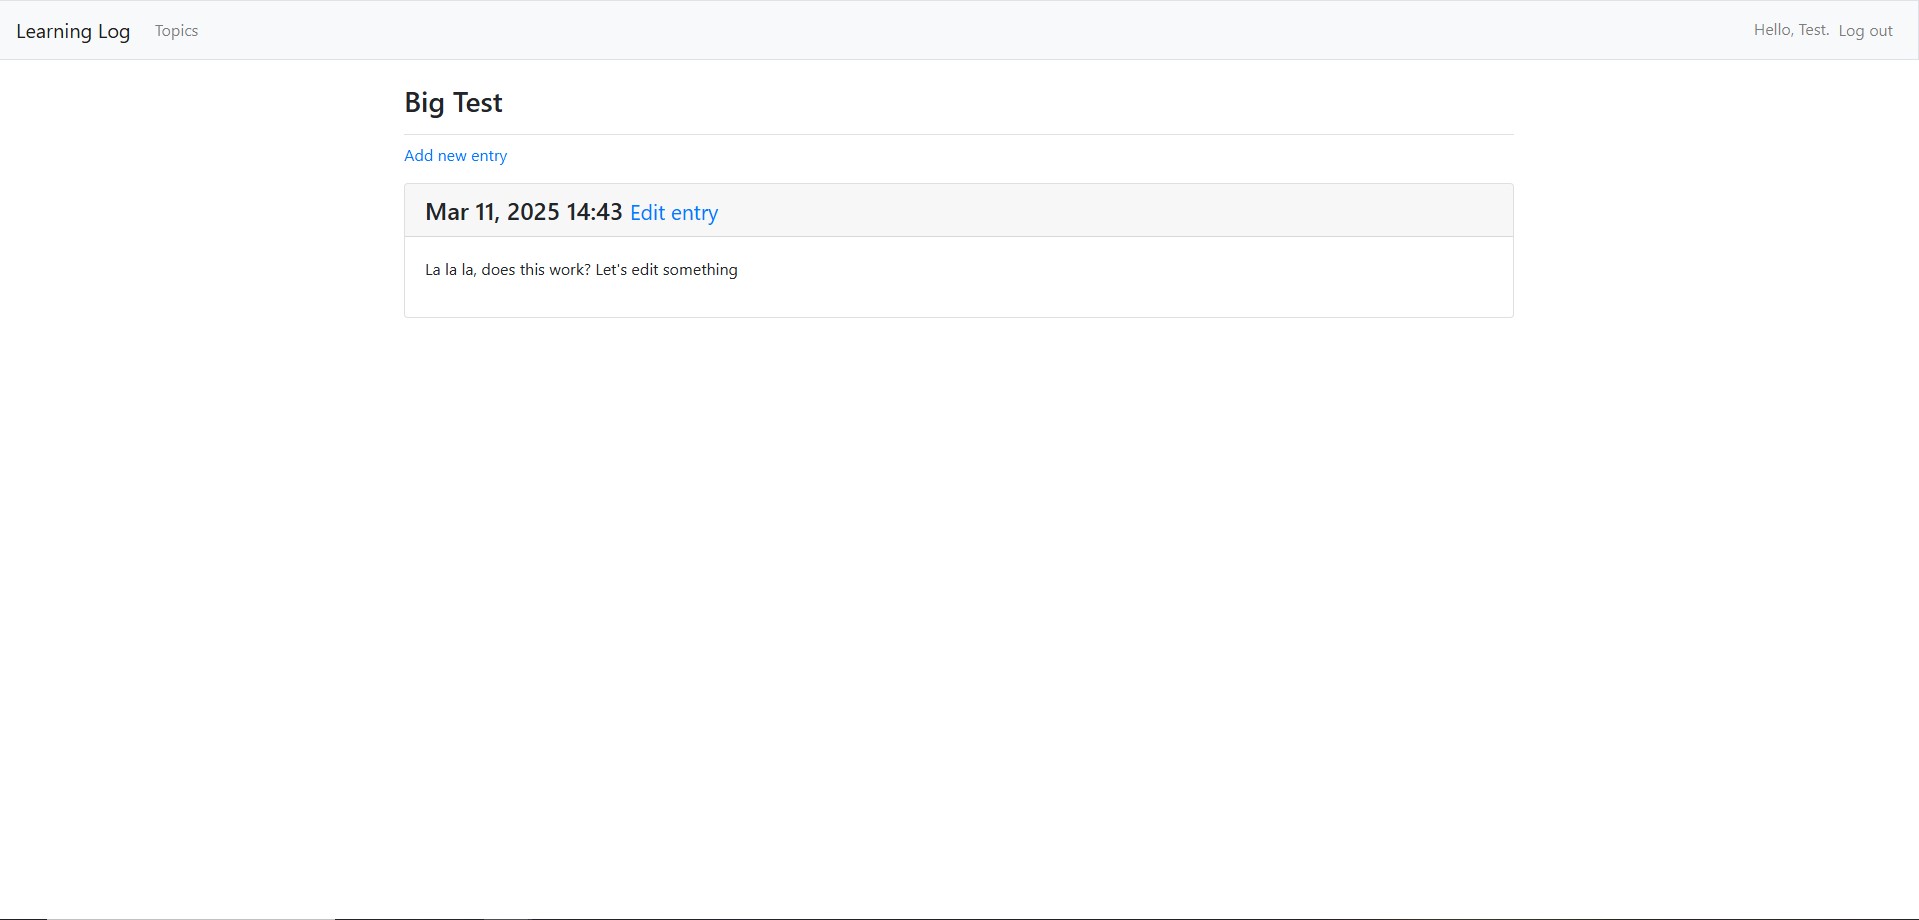 Learning Log Topics Hello, Test. Log out
Big Test
Add new entry
Mar 11, 2025 14:43 Edit entry
La la la, does this work? Let's edit something